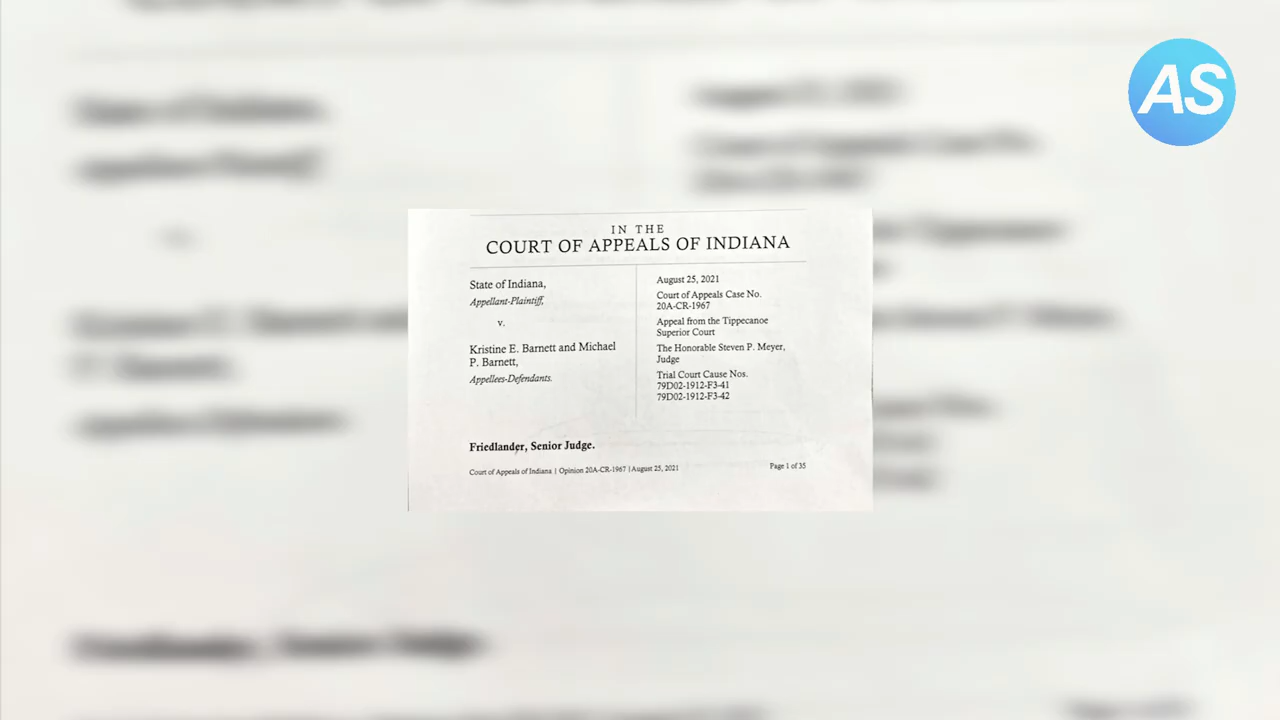 AS
IN THE
COURT OF APPEALS OF INDIANA
State of Indiana,
Appellant-Plaintiff,
v.
Kristine E. Barnett and Michael
P. Barnett,
Appellees-Defendants.
August 25, 2021
Court of Appeals Case No.
20A-CR-1967
Appeal from the Tippecanoe
Superior Court
The Honorable Steven P. Meyer,
Judge
Trial Court Cause Nos.
79D02-1912-F3-41
79D02-1912-F3-42
Friedlander, Senior Judge.
Court of Appeals of Indiana | Opinion 20A-CR-1967 | August 25, 2021 Page 1 of 35